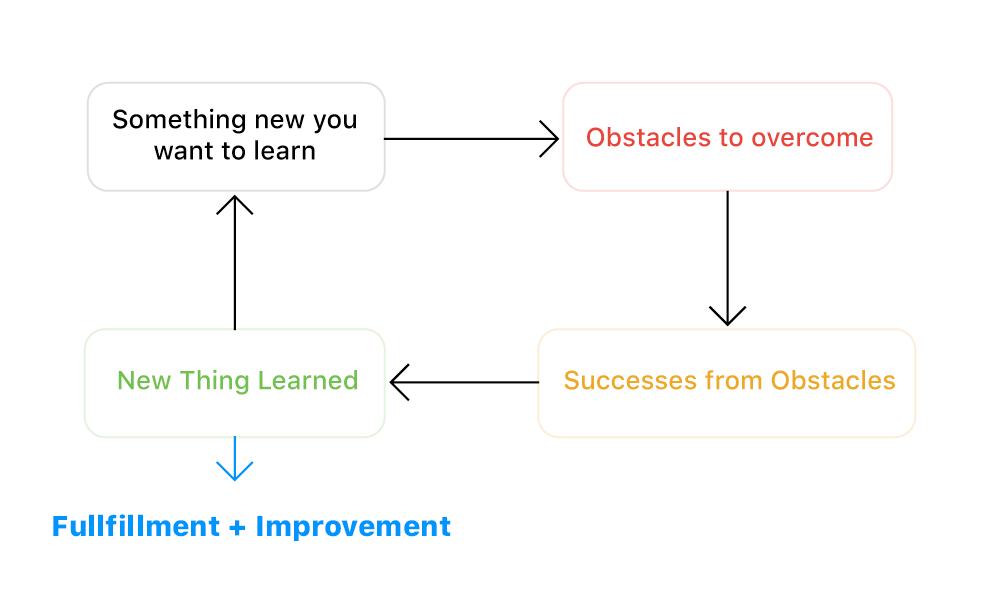 Something new you
want to learn
Obstacles to overcome
New Thing Learned
Successes from Obstacles
Fullfillment + Improvement